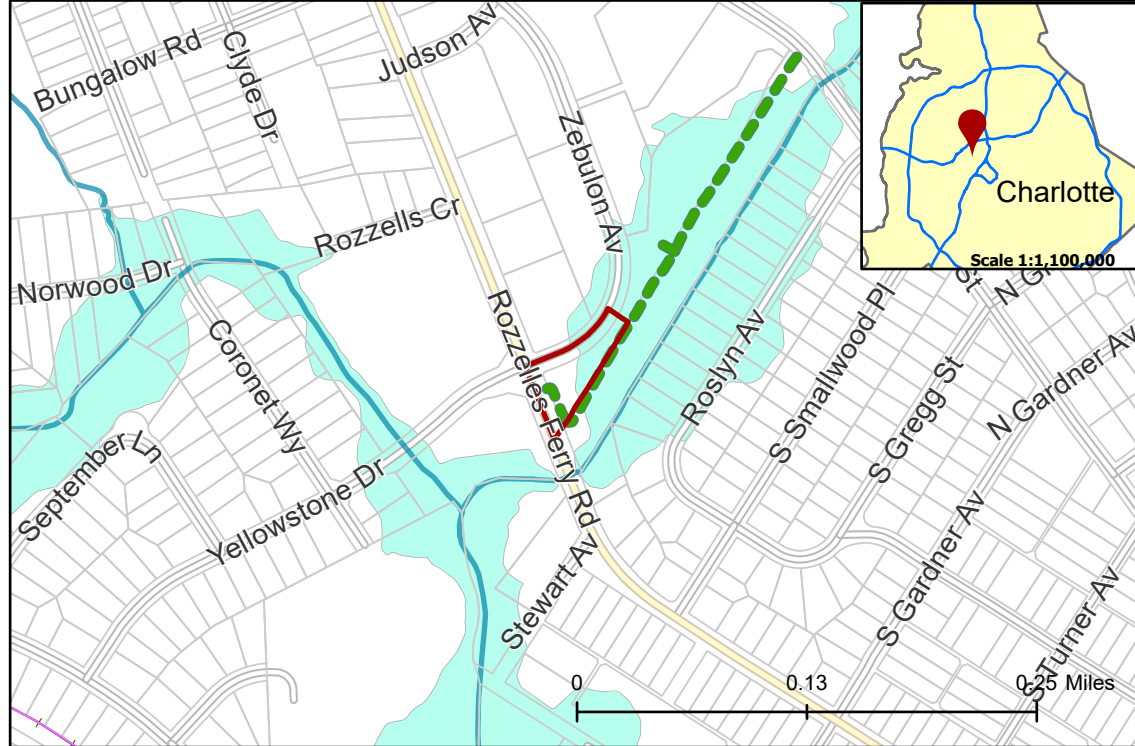 Bungalow Rd
Clyde Dr
Judson Av
Zebulon Av
Charlotte
Scale 1:1,100,000
Rozzells Cr
Norwood Dr
Coronet Wy
Rozzelles Ferry Rd
Roslyn Av
S Smallwood Pl
S Gregg St
N Gardner Av
September Ln
Yellowstone Dr
Stewart Av
S Gardner Av
S Turner Av
0
0.13
0.25 Miles